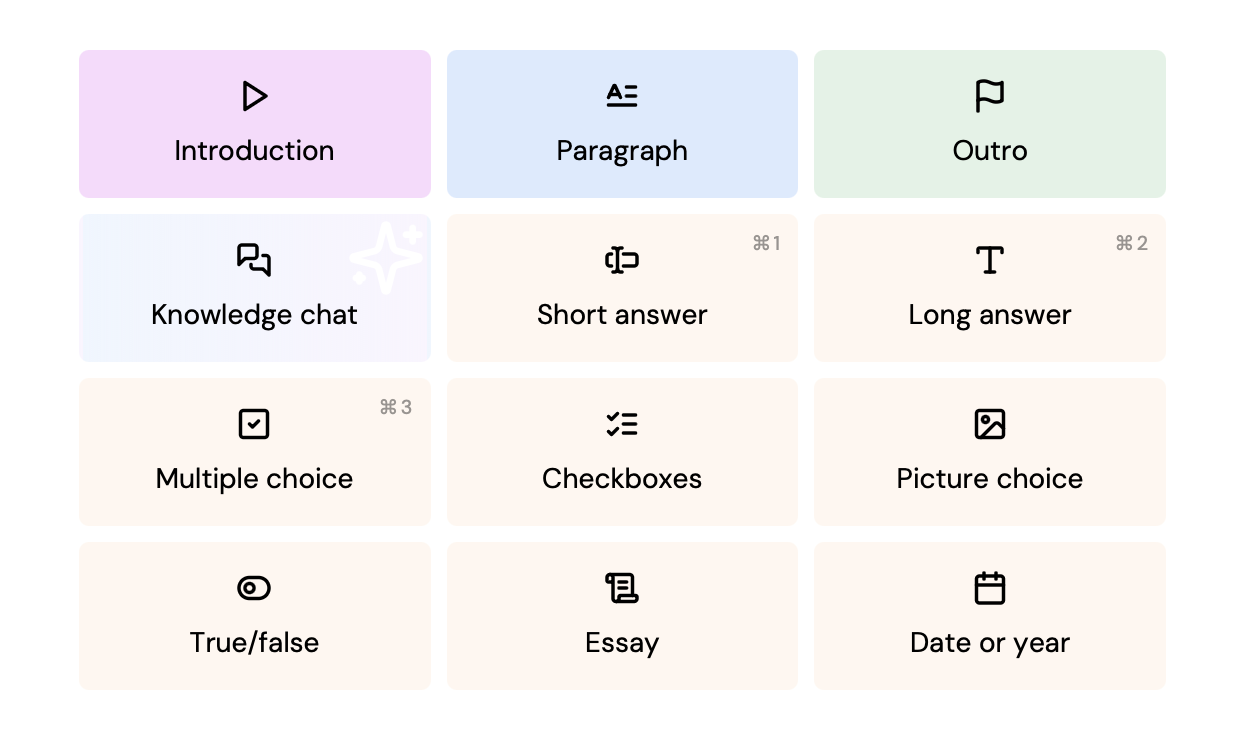 Introduction
Paragraph
Outro
Knowledge chat
⌘1
Short answer
⌘2
Long answer
⌘3
Multiple choice
Checkboxes
Picture choice
True/false
Essay
Date or year